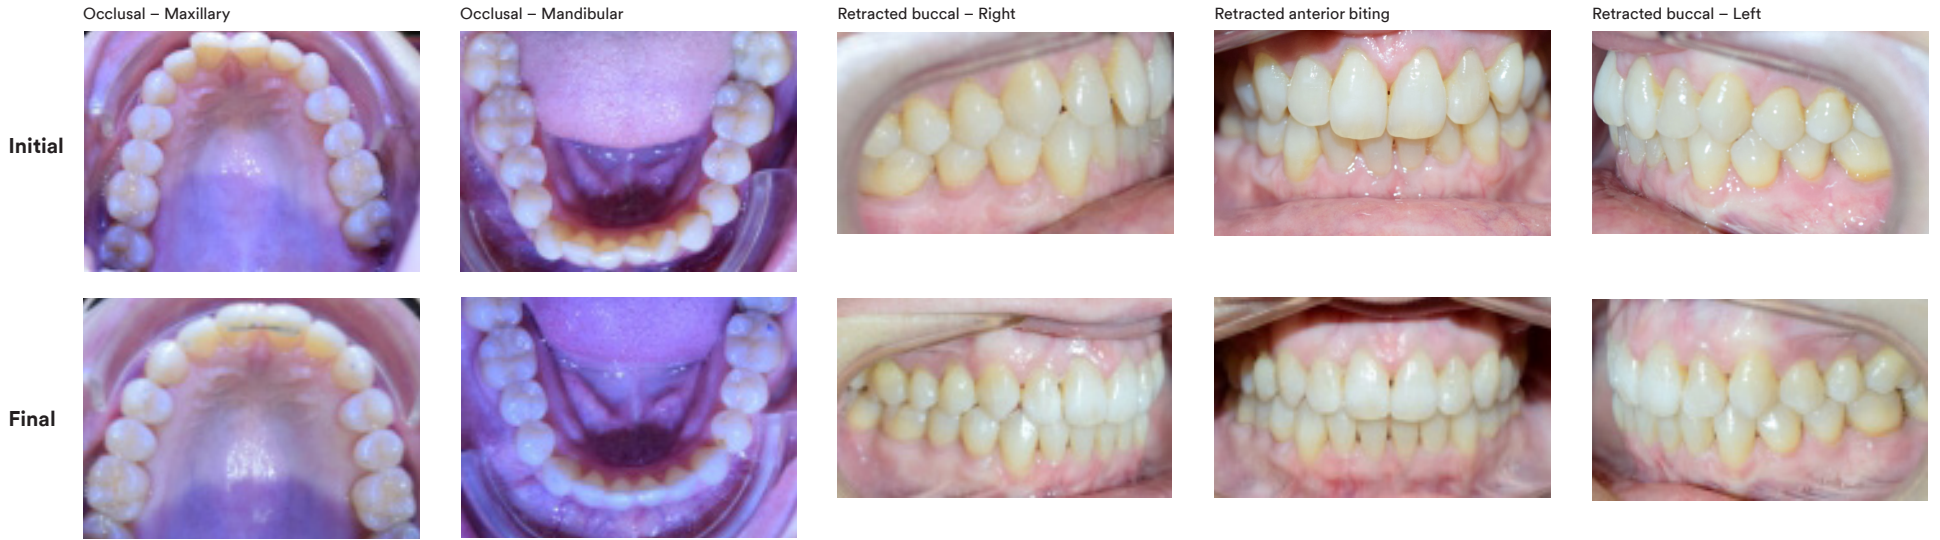 Occlusal – Maxillary
Occlusal – Mandibular
Retracted buccal – Right
Retracted anterior biting
Retracted buccal – Left
Initial
Final